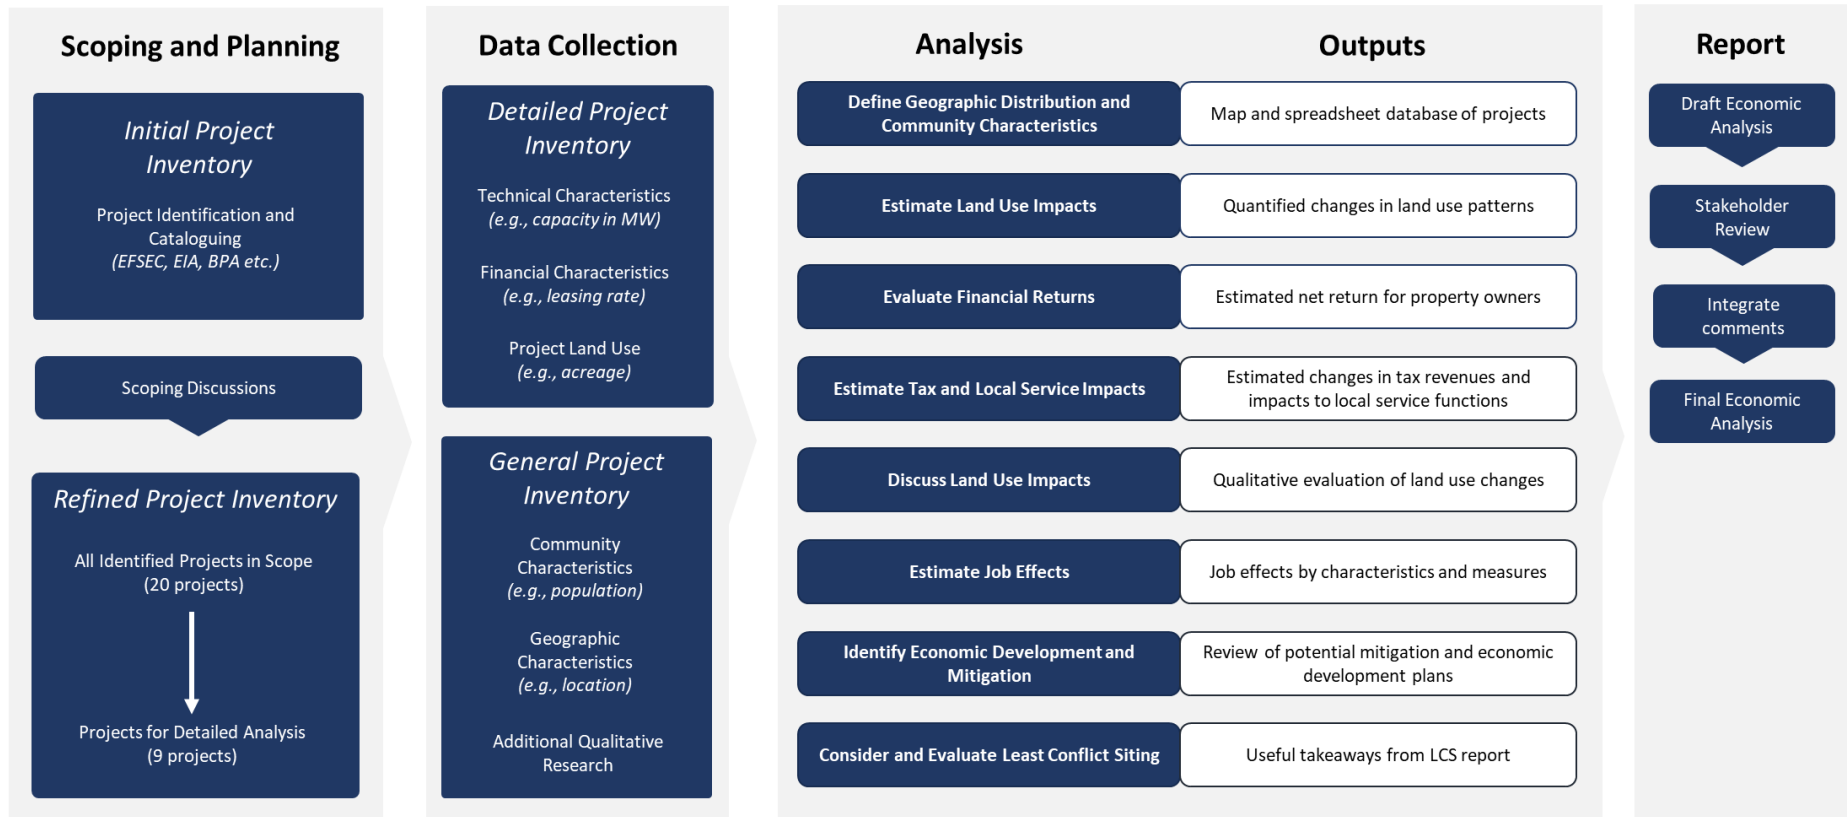 Scoping and Planning
Initial Project
Inventory
Project Identification and
Cataloguing
(EFSEC, EIA, BPA etc.)
Scoping Discussions
Refined Project Inventory
All Identified Projects in Scope
(20 projects)
Projects for Detailed Analysis
(9 projects)
Data Collection
Detailed Project
Inventory
Technical Characteristics
(e.g., capacity in MW)
Financial Characteristics
(e.g., leasing rate)
Project Land Use
(e.g., acreage)
General Project
Inventory
Community
Characteristics
(e.g., population)
Geographic
Characteristics
(e.g., location)
Additional Qualitative
Research
Analysis
Outputs
Define Geographic Distribution and
Community Characteristics
Map and spreadsheet database of projects
Estimate Land Use Impacts
Quantified changes in land use patterns
Evaluate Financial Returns
Estimated net return for property owners
Estimate Tax and Local Service Impacts
Estimated changes in tax revenues and
impacts to local service functions
Discuss Land Use Impacts
Qualitative evaluation of land use changes
Estimate Job Effects
Job effects by characteristics and measures
Identify Economic Development and
Mitigation
Review of potential mitigation and economic
development plans
Consider and Evaluate Least Conflict Siting
Useful takeaways from LCS report
Report
Draft Economic
Analysis
Stakeholder
Review
Integrate
comments
Final Economic
Analysis